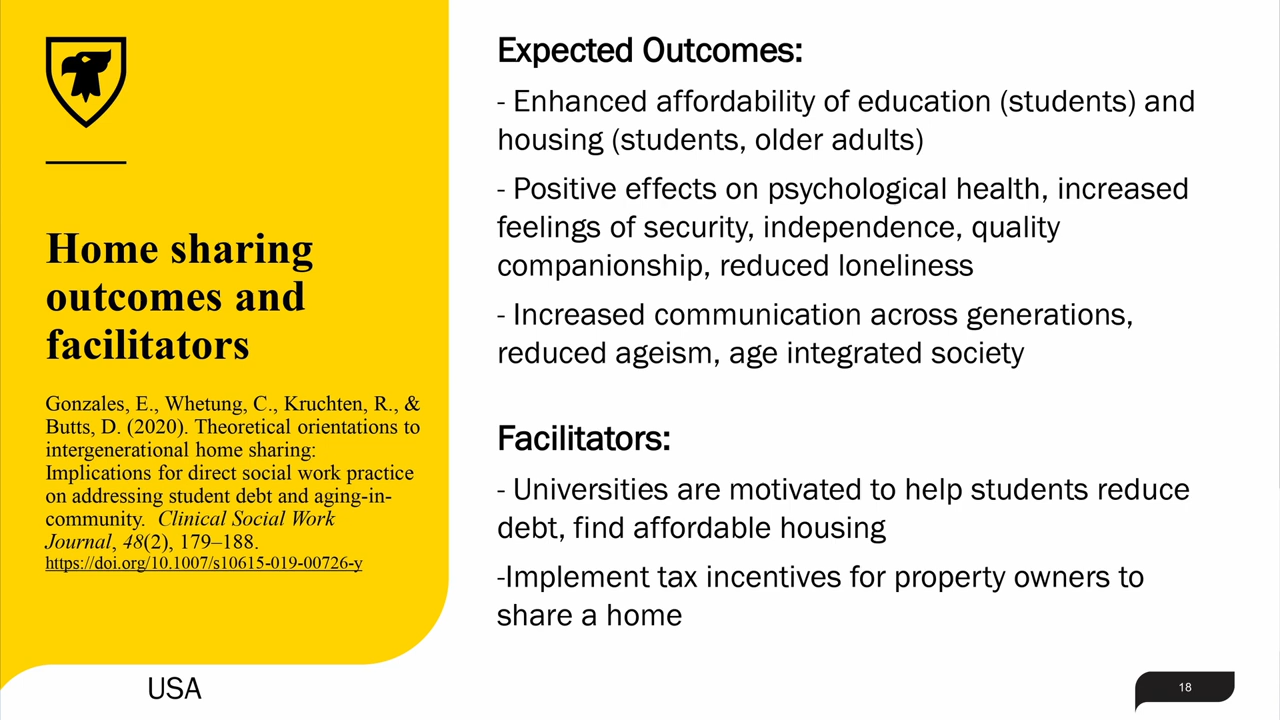 Home sharing
outcomes and
facilitators
Gonzales, E., Whetung, C., Kruchten, R., &
Butts, D. (2020). Theoretical orientations to
intergenerational home sharing:
Implications for direct social work practice
on addressing student debt and aging-in-
community.  Clinical Social Work
Journal, 48(2), 179–188.
https://doi.org/10.1007/s10615-019-00726-y
USA
Expected Outcomes:
- Enhanced affordability of education (students) and
housing (students, older adults)
- Positive effects on psychological health, increased
feelings of security, independence, quality
companionship, reduced loneliness
- Increased communication across generations,
reduced ageism, age integrated society
Facilitators:
- Universities are motivated to help students reduce
debt, find affordable housing
-Implement tax incentives for property owners to
share a home
18